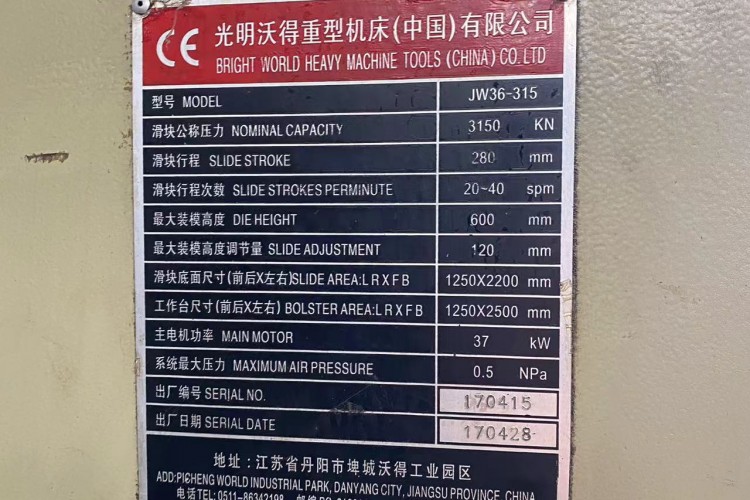 CE 光明沃得重型机床(中国)有限公司
BRIGHT WORLD HEAVY MACHINE TOOLS (CHINA) CO. LTD
型号 MODEL JW36-315
滑块公称压力 NOMINAL CAPACITY 3150 KN
滑块行程 SLIDE STROKE 280 mm
滑块行程次数 SLIDE STROKES PERMINUTE 20~40 spm
最大装模高度 DIE HEIGHT 600 mm
最大装模高度调节量 SLIDE ADJUSTMENT 120 mm
滑块底面尺寸(前后X左右)SLIDE AREA:L R X F B 1250X2200 mm
工作台尺寸(前后X左右) BOLSTER AREA:L R X F B 1250X2500 mm
主电机功率 MAIN MOTOR 37 kW
系统最大压力 MAXIMUM AIR PRESSURE 0.5 NPa
出厂编号 SERIAL NO. 170415
出厂日期 SERIAL DATE 170428
地址:江苏省丹阳市埤城沃得工业园区
ADD:PICHENG WORLD INDUSTRIAL PARK, DANYANG CITY, JIANGSU PROVINCE, CHINA
电话 TEL: 0511-86342198 邮编